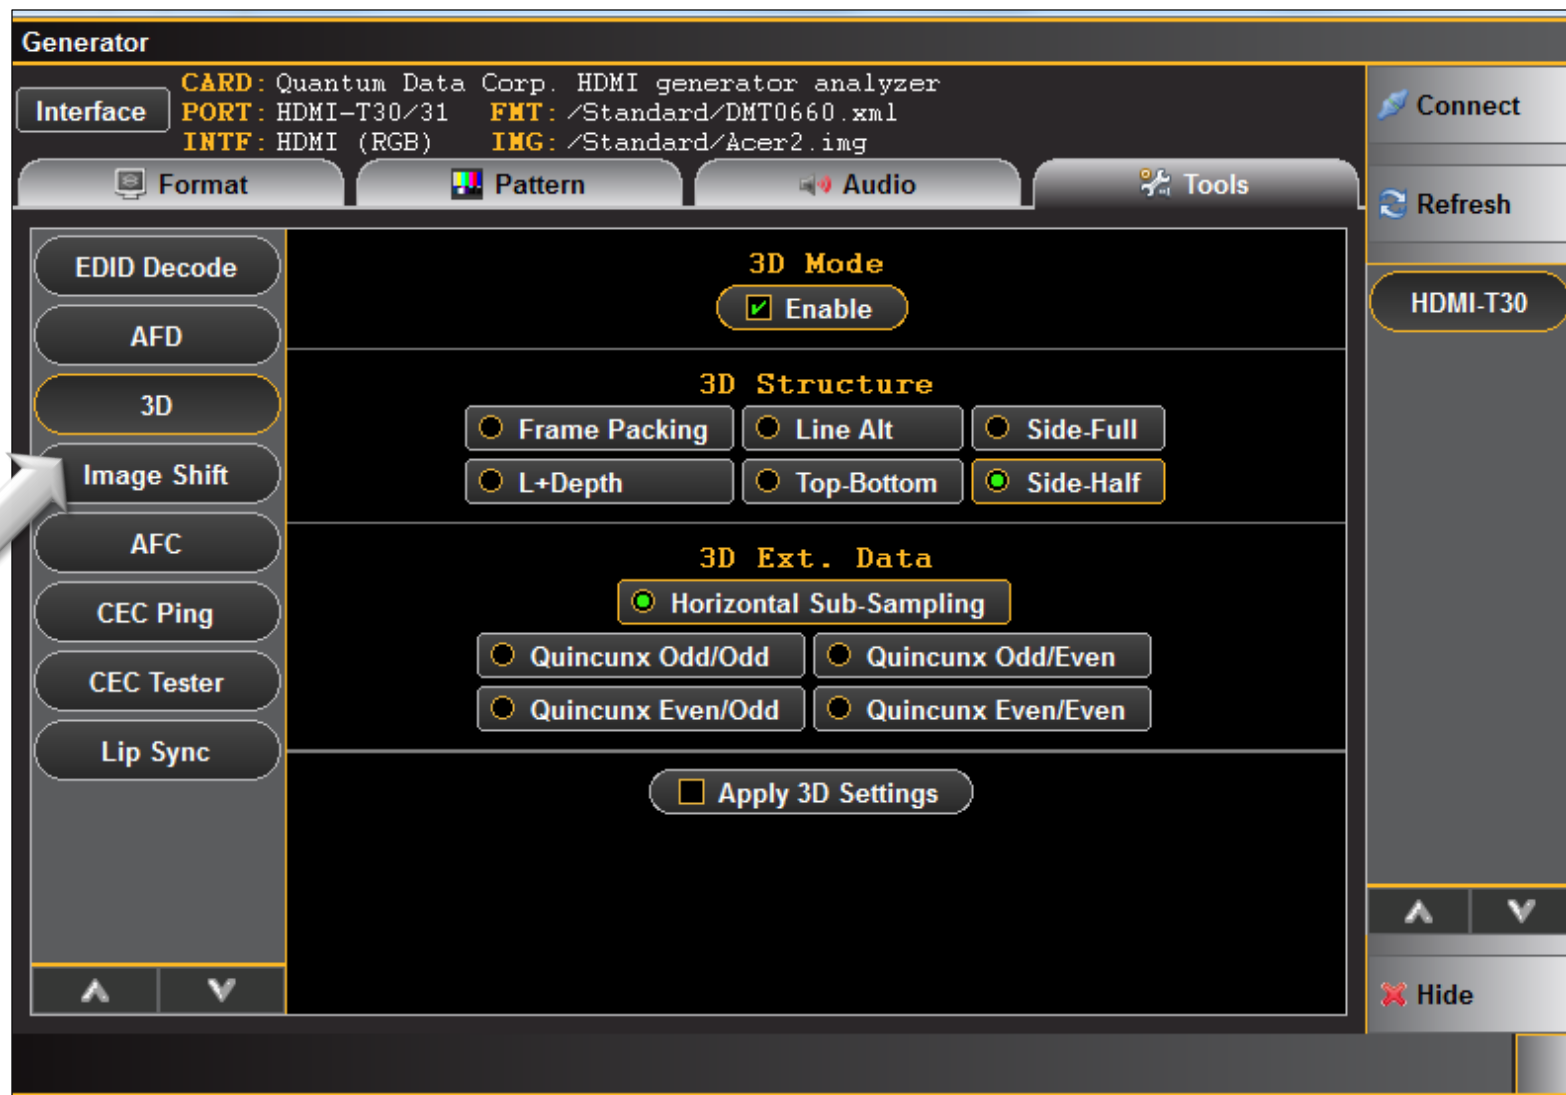 Generator
Interface
CARD: Quantum Data Corp. HDMI generator analyzer
PORT: HDMI-T30/31 FMT: /Standard/DMT0660.xml
INTF: HDMI (RGB) IMG: /Standard/Acer2.img
Connect
Format Pattern Audio Tools
Refresh
EDID Decode
AFD
3D
Image Shift
AFC
CEC Ping
CEC Tester
Lip Sync
3D Mode
Enable
3D Structure
Frame Packing Line Alt Side-Full
L+Depth Top-Bottom Side-Half
3D Ext. Data
Horizontal Sub-Sampling
Quincunx Odd/Odd Quincunx Odd/Even
Quincunx Even/Odd Quincunx Even/Even
Apply 3D Settings
HDMI-T30
Hide